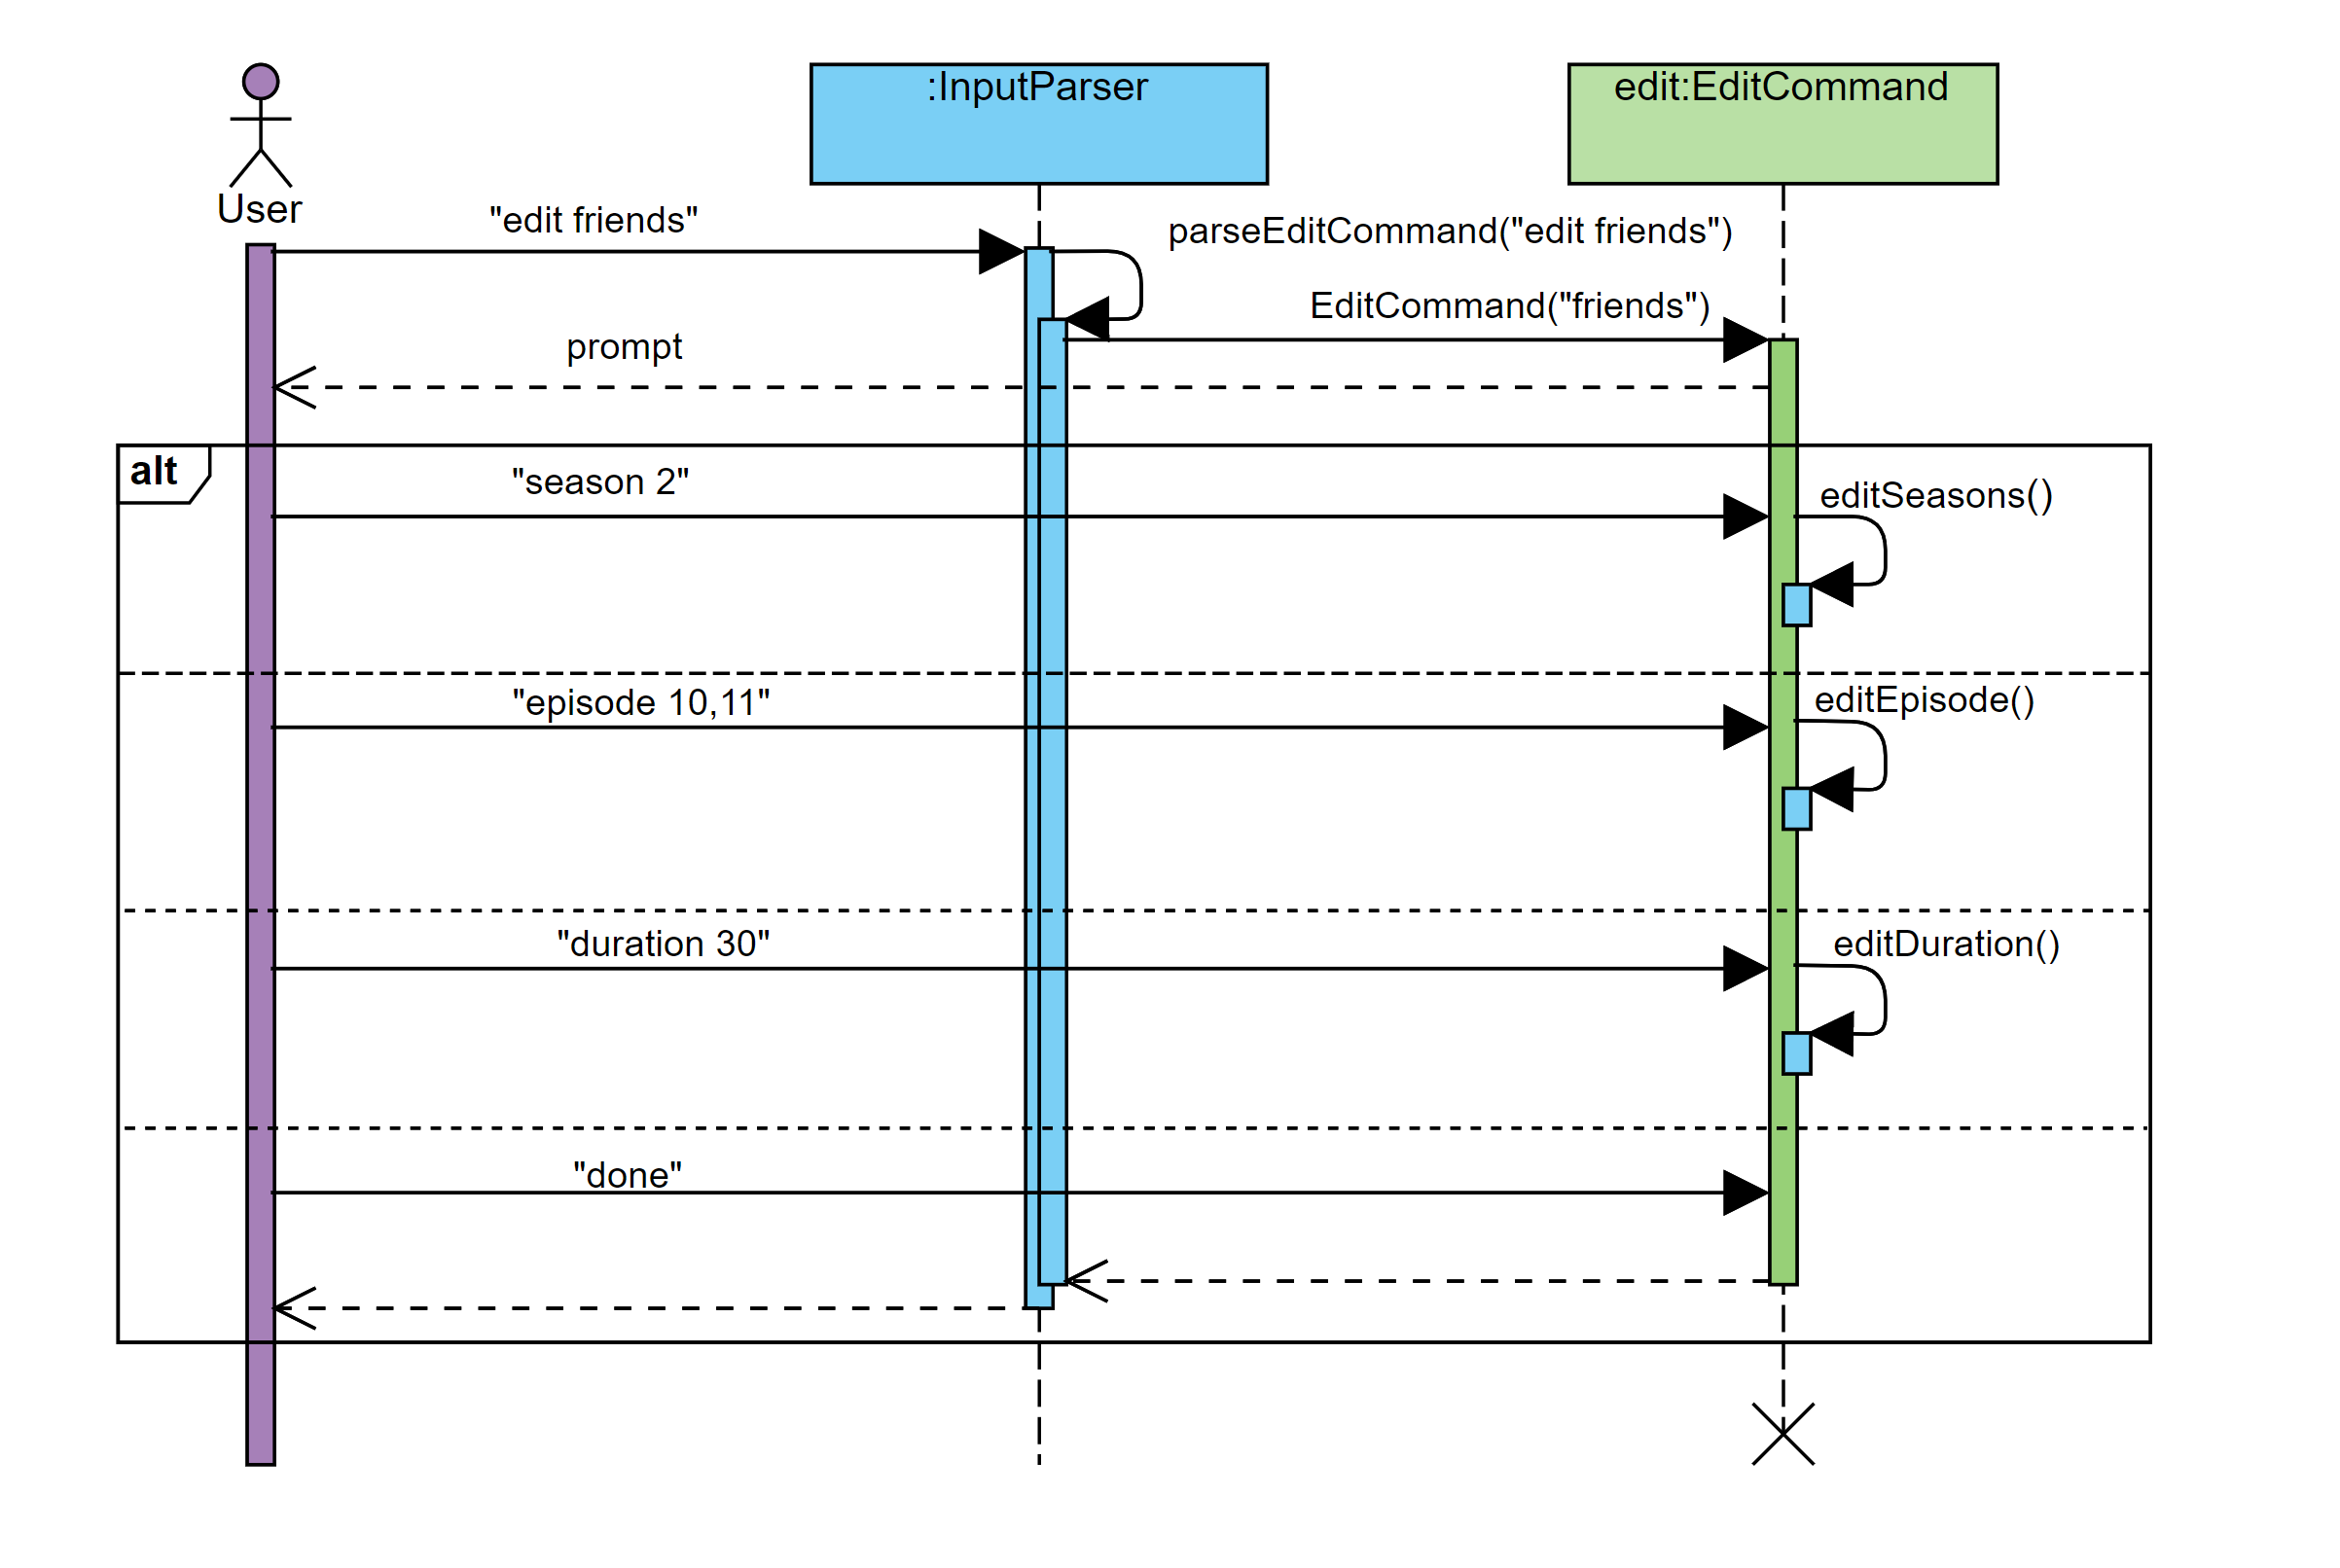 :InputParser
edit:EditCommand
User
"edit friends"
parseEditCommand("edit friends")
EditCommand("friends")
prompt
alt
"season 2"
editSeasons()
"episode 10,11"
editEpisode()
"duration 30"
editDuration()
"done"